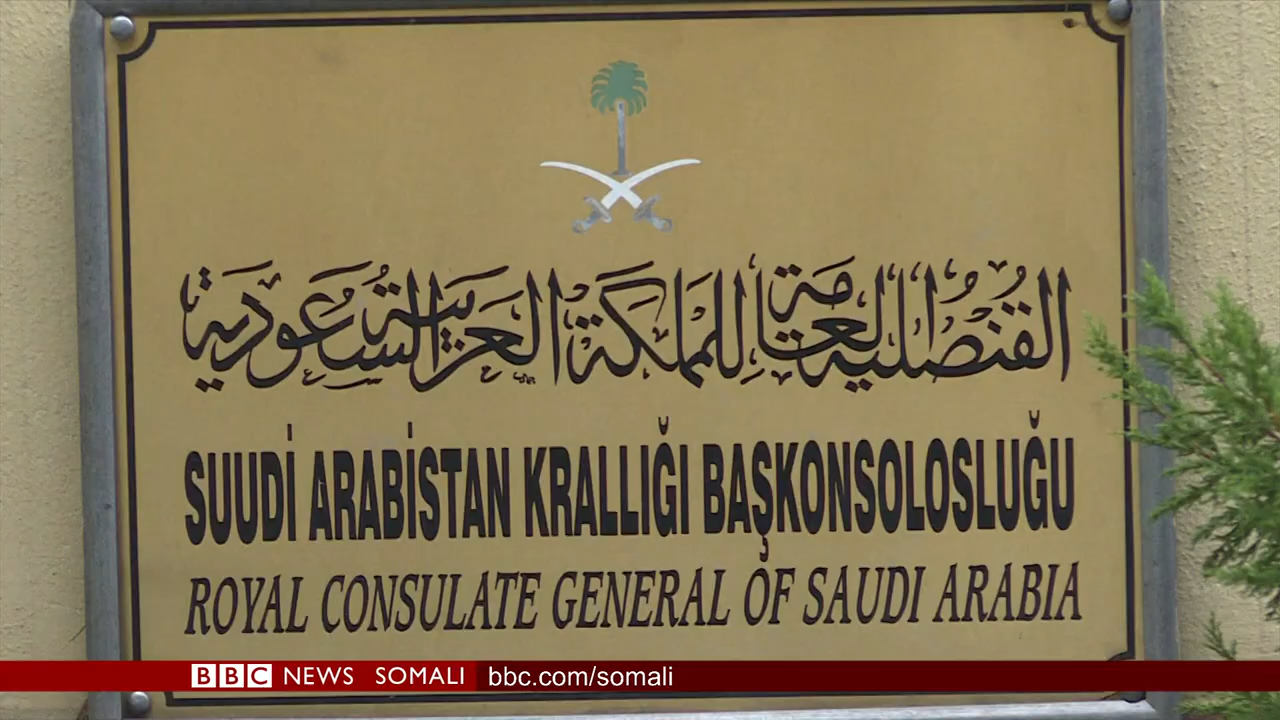 القنصلية العامة للمملكة العربية السعودية
SUUDİ ARABİSTAN KRALLIĞI BAŞKONSOLOSLUĞU
ROYAL CONSULATE GENERAL OF SAUDI ARABIA
BBC NEWS SOMALI bbc.com/somali